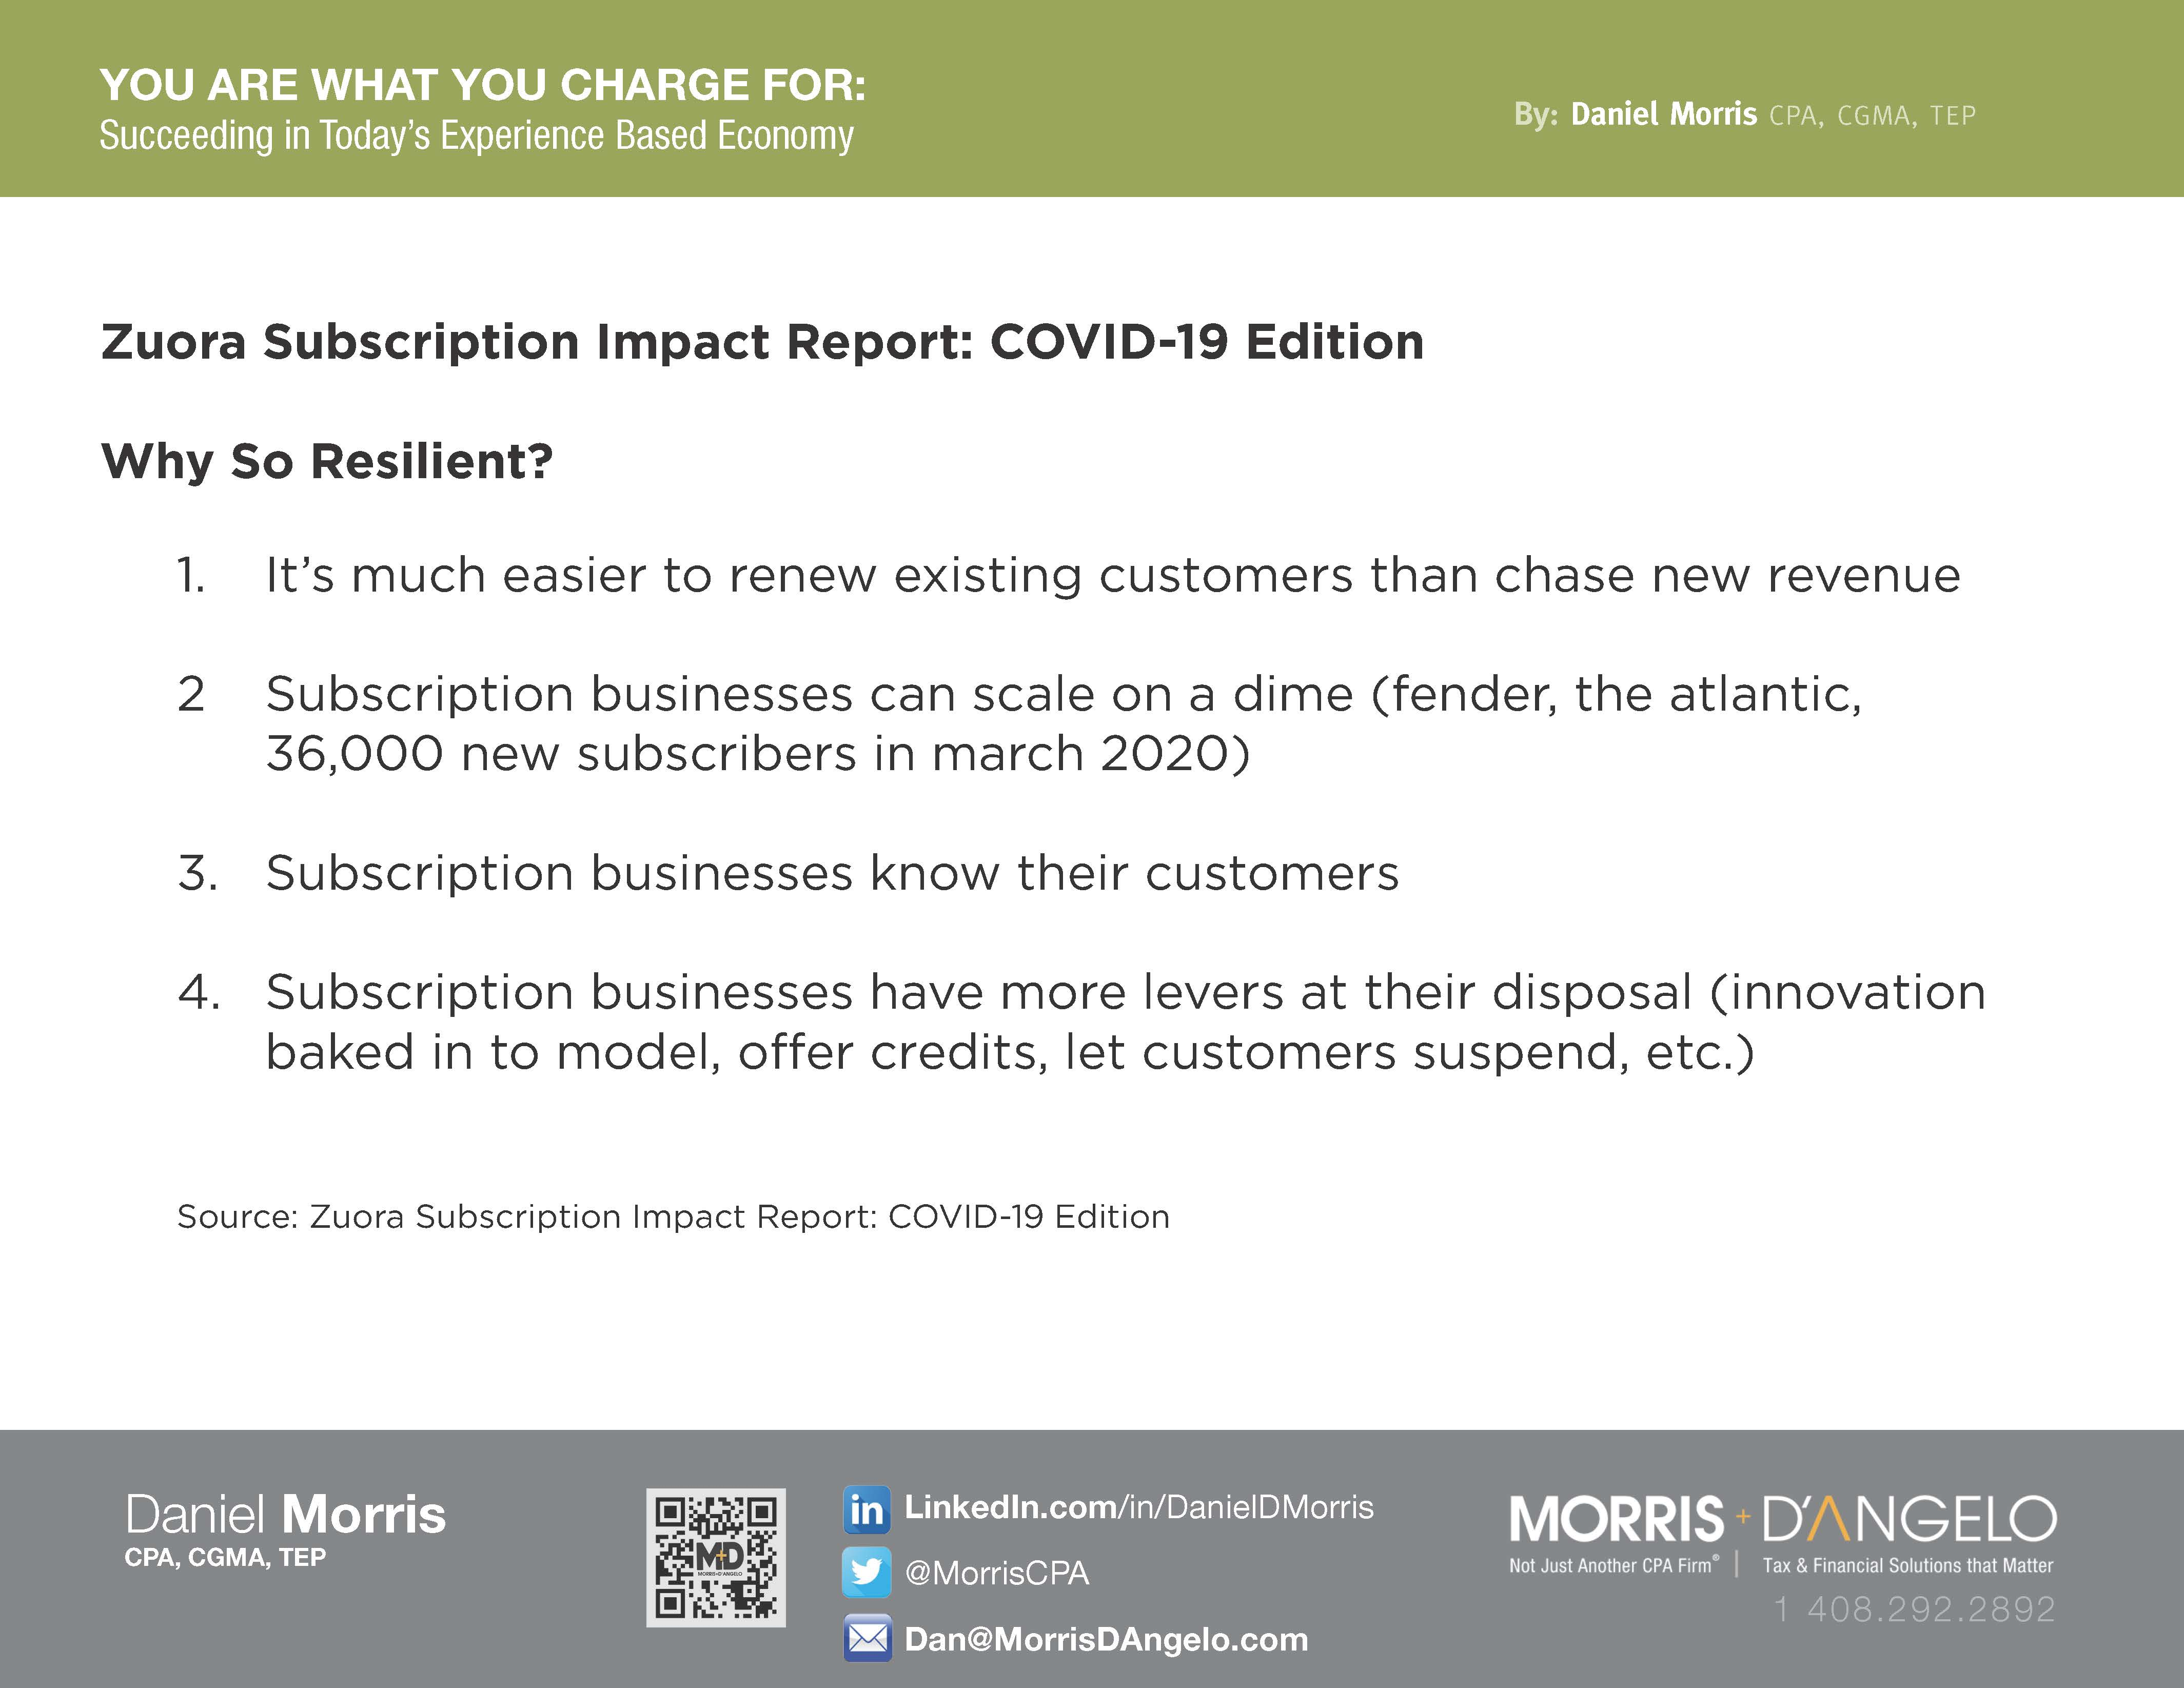 YOU ARE WHAT YOU CHARGE FOR:
Succeeding in Today's Experience Based Economy
By: Daniel Morris CPA, CGMA, TEP
Zuora Subscription Impact Report: COVID-19 Edition
Why So Resilient?
1. It's much easier to renew existing customers than chase new revenue
2 Subscription businesses can scale on a dime (fender, the atlantic,
36,000 new subscribers in march 2020)
3. Subscription businesses know their customers
4. Subscription businesses have more levers at their disposal (innovation
baked in to model, offer credits, let customers suspend, etc.)
Source: Zuora Subscription Impact Report: COVID-19 Edition
Daniel Morris
CPA, CGMA, TEP
M+D
MORRIS+D'ANGELO
in LinkedIn.com/in/DanielDMorris
@MorrisCPA
Dan@MorrisDAngelo.com
MORRIS + D'ANGELO
Not Just Another CPA Firm® | Tax & Financial Solutions that Matter
1 408.292.2892